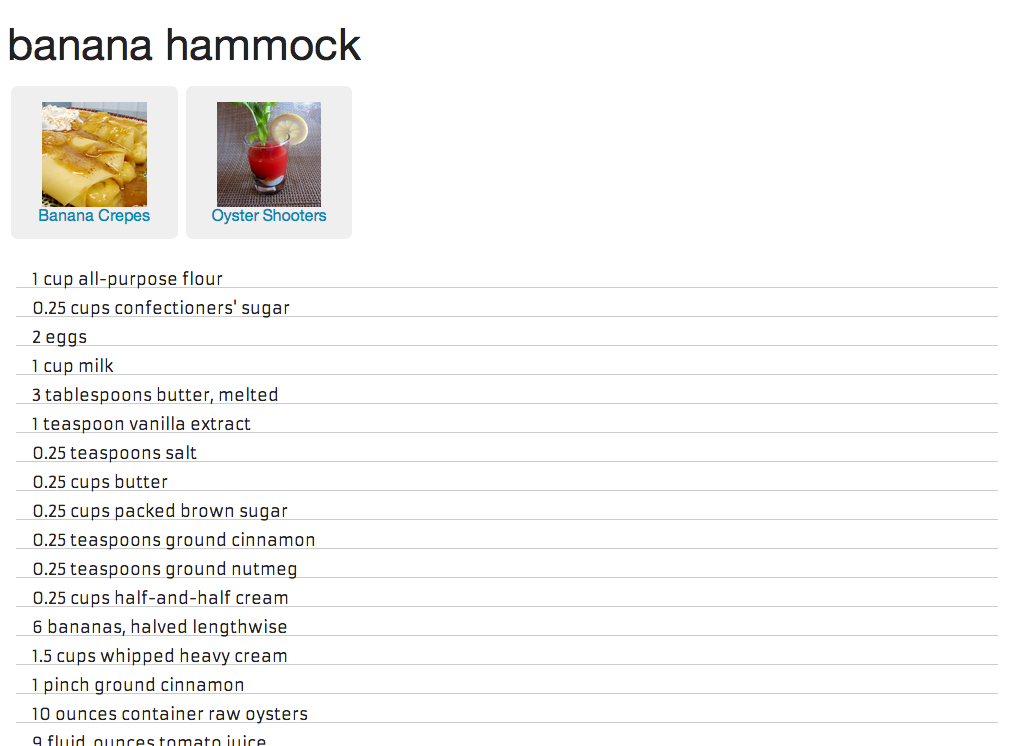 banana hammock
Banana Crepes
Oyster Shooters
1 cup all-purpose flour
0.25 cups confectioners' sugar
2 eggs
1 cup milk
3 tablespoons butter, melted
1 teaspoon vanilla extract
0.25 teaspoons salt
0.25 cups butter
0.25 cups packed brown sugar
0.25 teaspoons ground cinnamon
0.25 teaspoons ground nutmeg
0.25 cups half-and-half cream
6 bananas, halved lengthwise
1.5 cups whipped heavy cream
1 pinch ground cinnamon
10 ounces container raw oysters
9 fluid ounces tomato juice